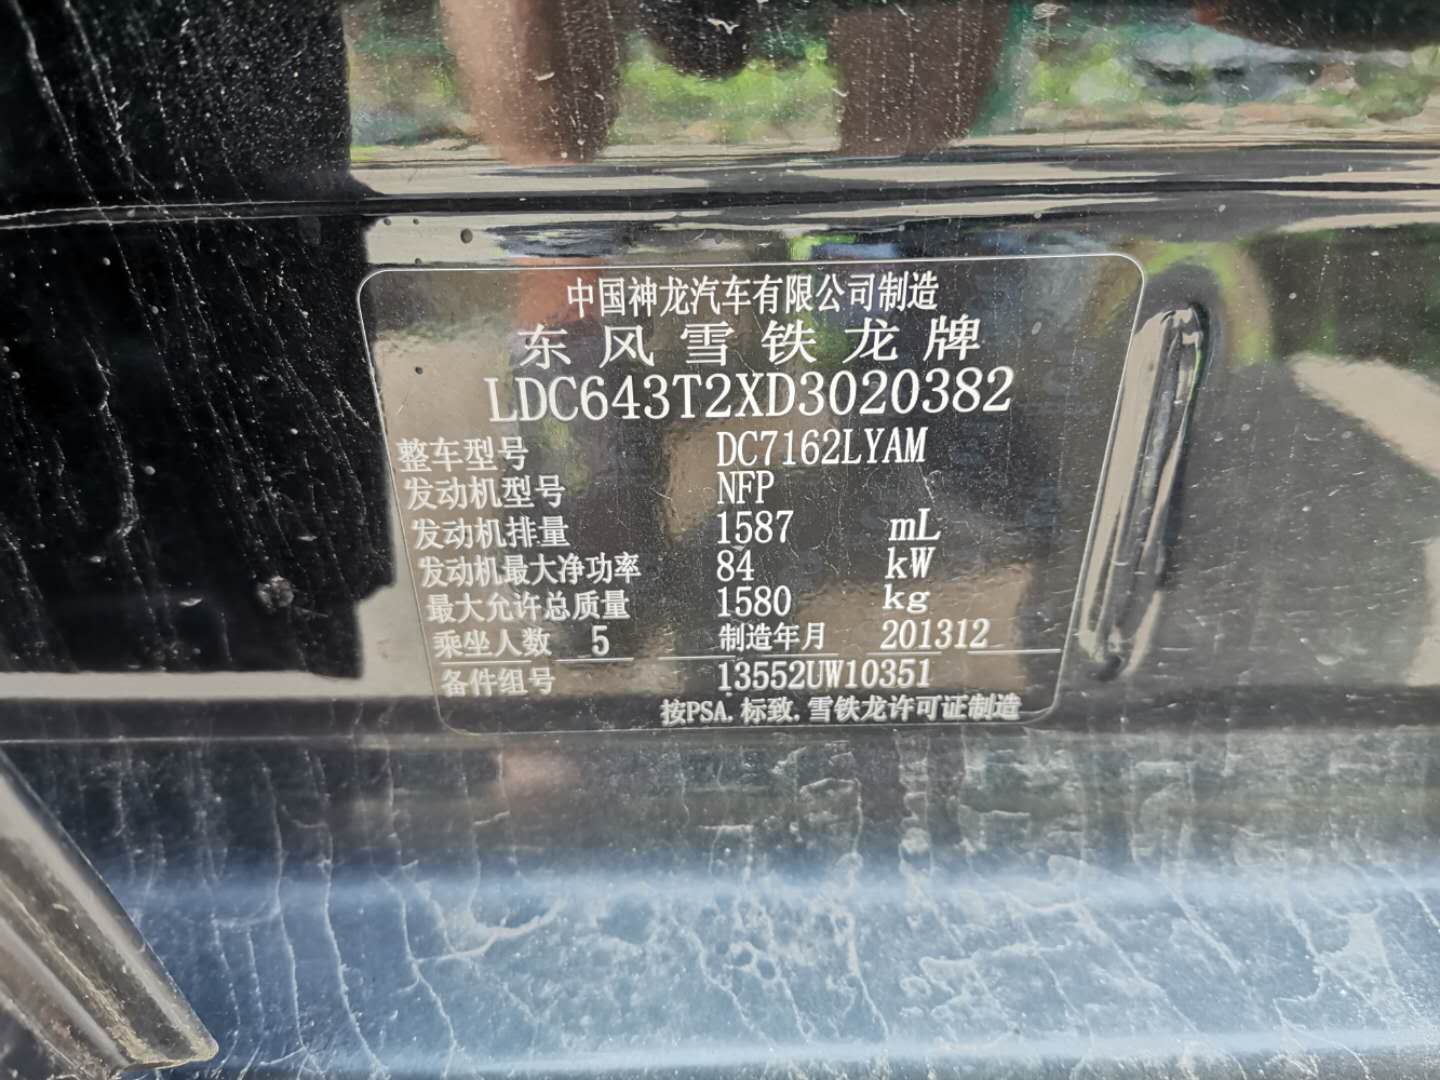 中国神龙汽车有限公司制造
东风雪铁龙牌
LDC643T2XD3020382
整车型号 DC7162LYAM
发动机型号 NFP
发动机排量 1587 mL
发动机最大净功率 84 kW
最大允许总质量 1580 kg
乘坐人数 5 制造年月 201312
备件组号 13552UW10351
按PSA.标致.雪铁龙许可证制造